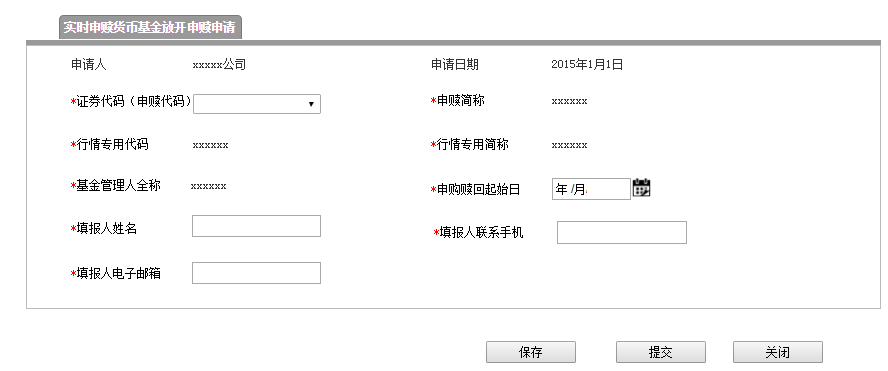 实时申赎货币基金放开申赎申请
申请人 xxxxx公司 申请日期 2015年1月1日
*证券代码（申赎代码） *申赎简称 xxxxxx
*行情专用代码 xxxxxx *行情专用简称 xxxxxx
*基金管理人全称 xxxxxx *申购赎回起始日 年 /月
*填报人姓名 *填报人联系手机
*填报人电子邮箱
保存 提交 关闭